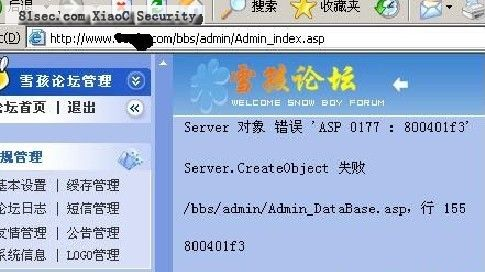 后退
搜索
收藏夹
81sec.com XiaoC Security
(D)
http://www. .com/bbs/admin/Admin_index.asp
雪孩论坛管理
论坛首页 | 退出
规管理
基本设置 | 缓存管理
论坛日志 | 短信管理
友情管理 | 公告管理
系统信息 | LOGO管理
雪孩论坛
WELCOME SNOW BOY FORUM
Server 对象 错误 'ASP 0177 : 800401f3'
Server.CreateObject 失败
/bbs/admin/Admin_DataBase.asp，行 155
800401f3